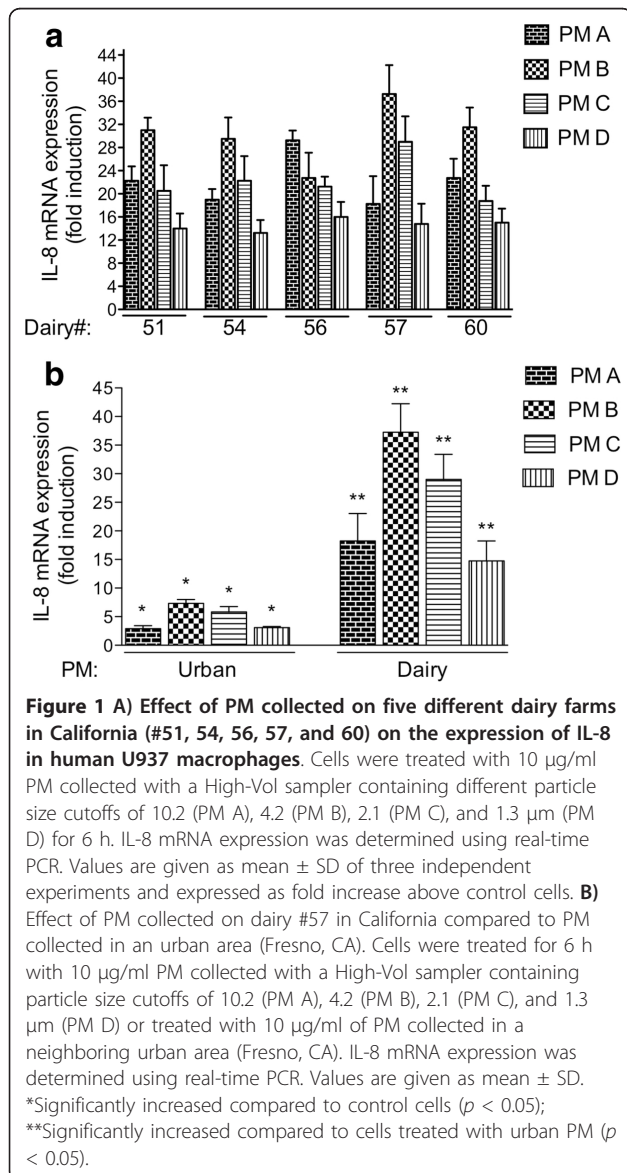 a
44
40
36
32
28
24
20
16
12
8
4
0
IL-8 mRNA expression
(fold induction)
PM A
PM B
PM C
PM D
Dairy#: 51 54 56 57 60
b
45
40
35
30
25
20
15
10
5
0
IL-8 mRNA expression
(fold induction)
* * * *
** ** ** **
PM A
PM B
PM C
PM D
PM: Urban Dairy
Figure 1 A) Effect of PM collected on five different dairy farms
in California (#51, 54, 56, 57, and 60) on the expression of IL-8
in human U937 macrophages. Cells were treated with 10 μg/ml
PM collected with a High-Vol sampler containing different particle
size cutoffs of 10.2 (PM A), 4.2 (PM B), 2.1 (PM C), and 1.3 μm (PM
D) for 6 h. IL-8 mRNA expression was determined using real-time
PCR. Values are given as mean ± SD of three independent
experiments and expressed as fold increase above control cells. B)
Effect of PM collected on dairy #57 in California compared to PM
collected in an urban area (Fresno, CA). Cells were treated for 6 h
with 10 μg/ml PM collected with a High-Vol sampler containing
particle size cutoffs of 10.2 (PM A), 4.2 (PM B), 2.1 (PM C), and 1.3
μm (PM D) or treated with 10 μg/ml of PM collected in a
neighboring urban area (Fresno, CA). IL-8 mRNA expression was
determined using real-time PCR. Values are given as mean ± SD.
*Significantly increased compared to control cells (p < 0.05);
**Significantly increased compared to cells treated with urban PM (p
< 0.05).